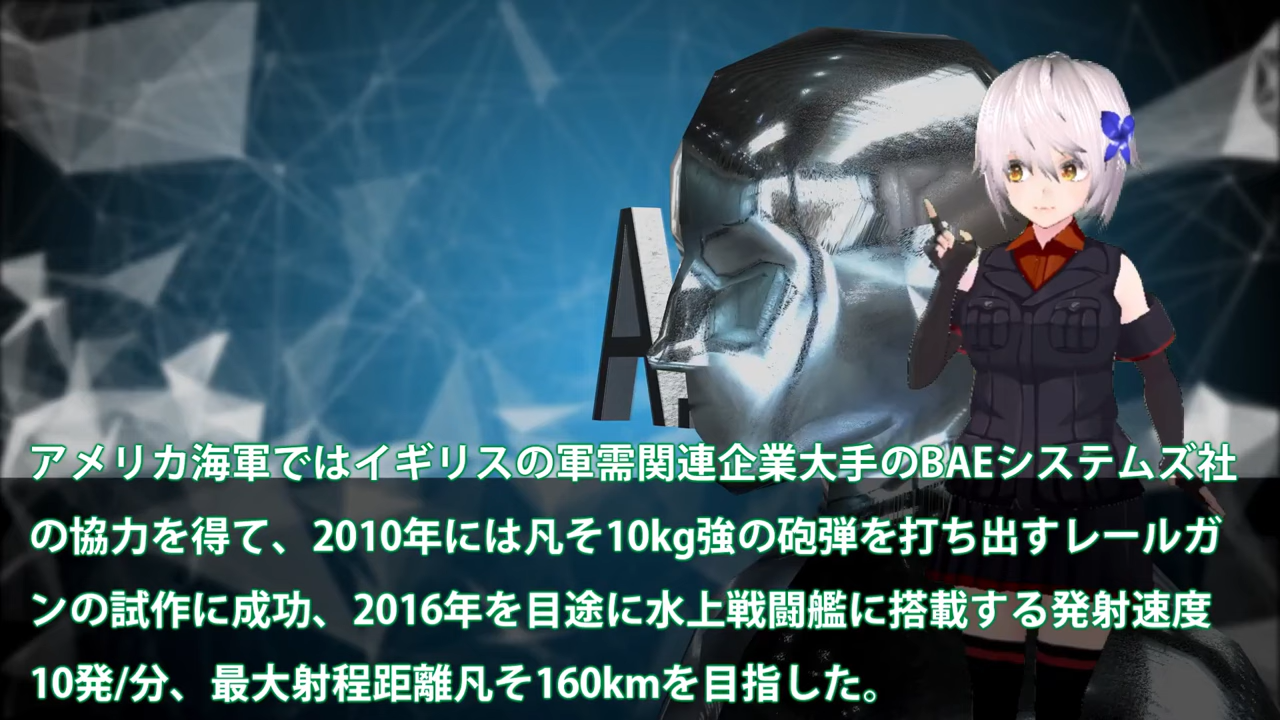 A.
アメリカ海軍ではイギリスの軍需関連企業大手のBAEシステムズ社
の協力を得て、2010年には凡そ10kg強の砲弾を打ち出すレールガ
ンの試作に成功、2016年を目途に水上戦闘艦に搭載する発射速度
10発/分、最大射程距離凡そ160kmを目指した。